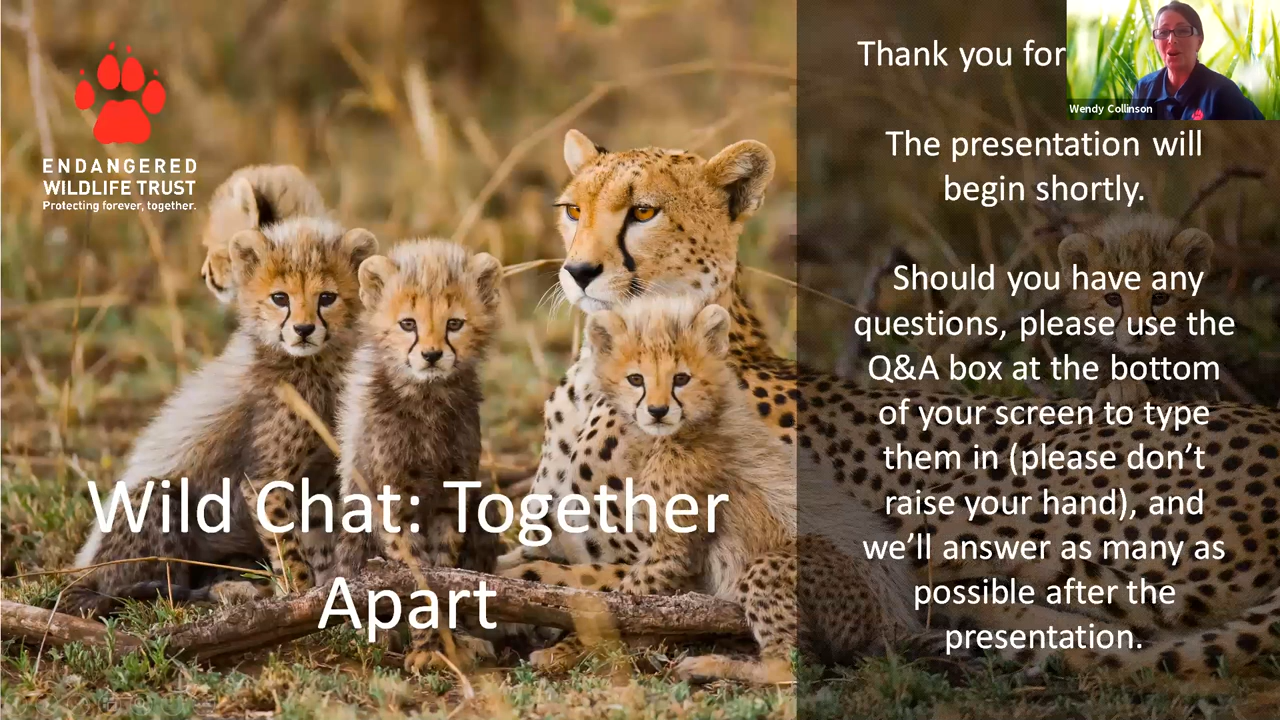 ENDANGERED
WILDLIFE TRUST
Protecting forever, together.
Wild Chat: Together
Apart
Thank you for
Wendy Collinson
The presentation will
begin shortly.
Should you have any
questions, please use the
Q&A box at the bottom
of your screen to type
them in (please don’t
raise your hand), and
we’ll answer as many as
possible after the
presentation.